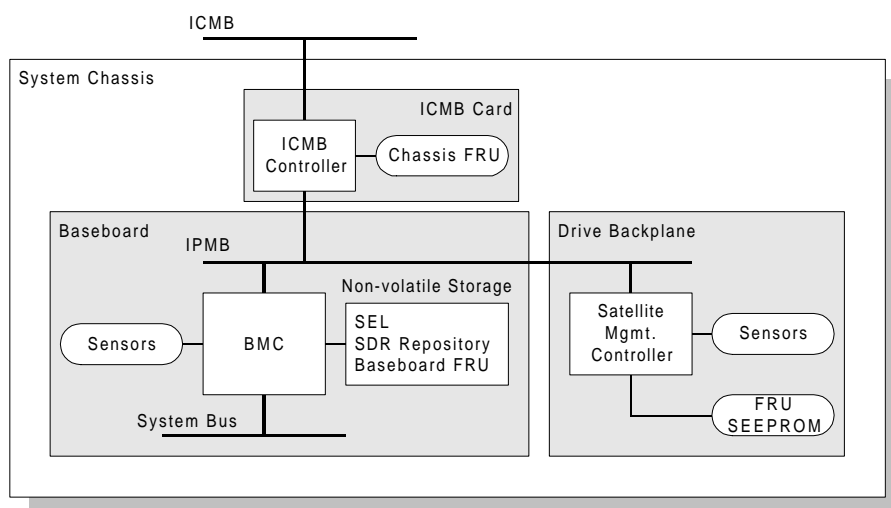 ICMB
System Chassis
ICMB Card
ICMB
Controller
Chassis FRU
Baseboard
IPMB
Non-volatile Storage
Sensors
BMC
SEL
SDR Repository
Baseboard FRU
System Bus
Drive Backplane
Satellite
Mgmt.
Controller
Sensors
FRU
SEEPROM